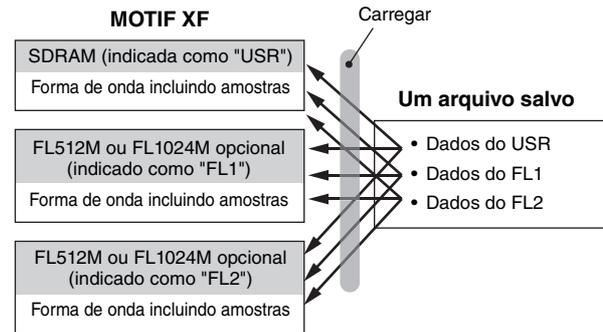 MOTIF XF
Carregar
SDRAM (indicada como "USR")
Forma de onda incluindo amostras
Um arquivo salvo
• Dados do USR
• Dados do FL1
• Dados do FL2
FL512M ou FL1024M opcional
(indicado como "FL1")
Forma de onda incluindo amostras
FL512M ou FL1024M opcional
(indicado como "FL2")
Forma de onda incluindo amostras